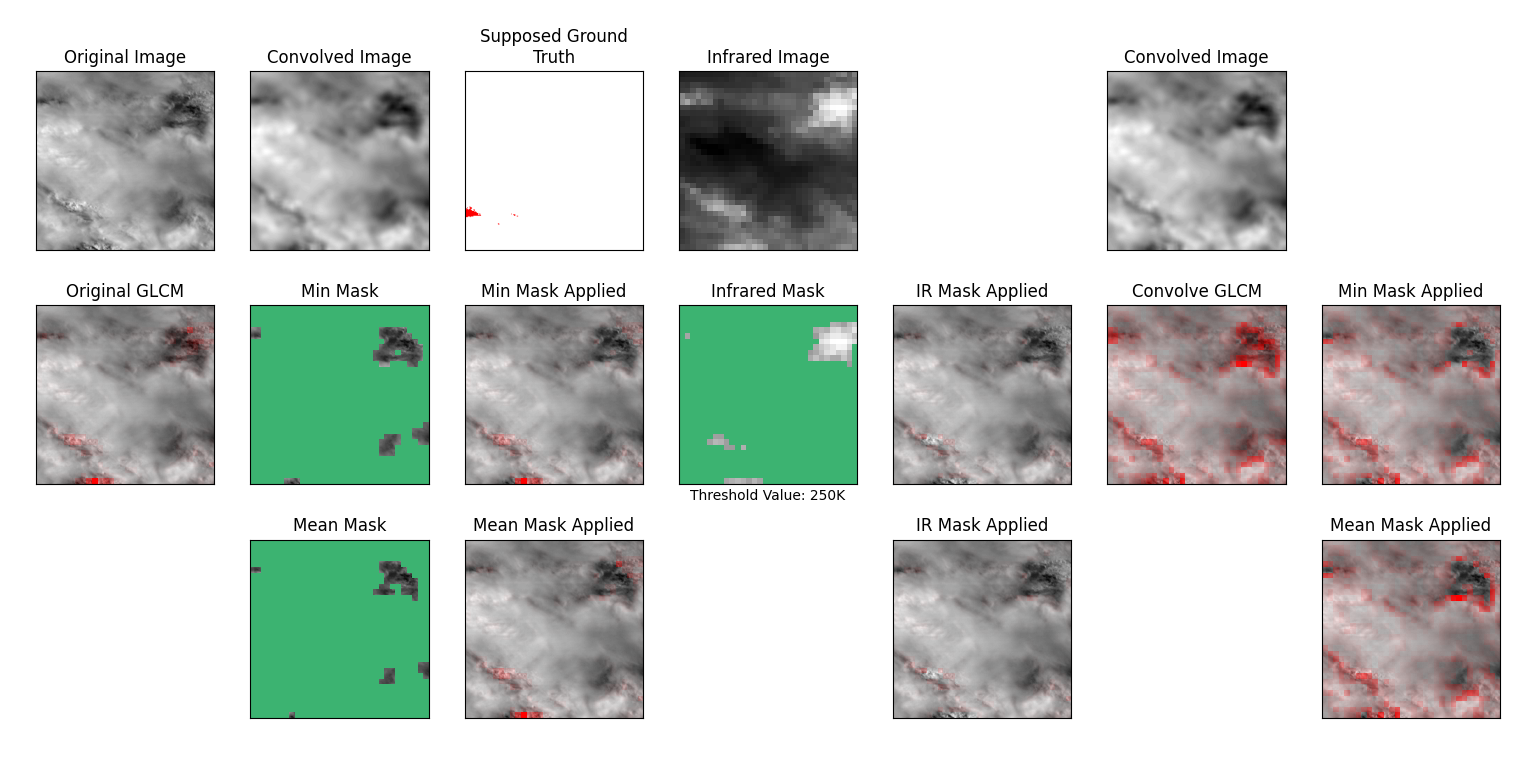 Original Image
Convolved Image
Supposed Ground
Truth
Infrared Image
Convolved Image
Original GLCM
Min Mask
Min Mask Applied
Infrared Mask
IR Mask Applied
Convolve GLCM
Min Mask Applied
Threshold Value: 250K
Mean Mask
Mean Mask Applied
IR Mask Applied
Mean Mask Applied